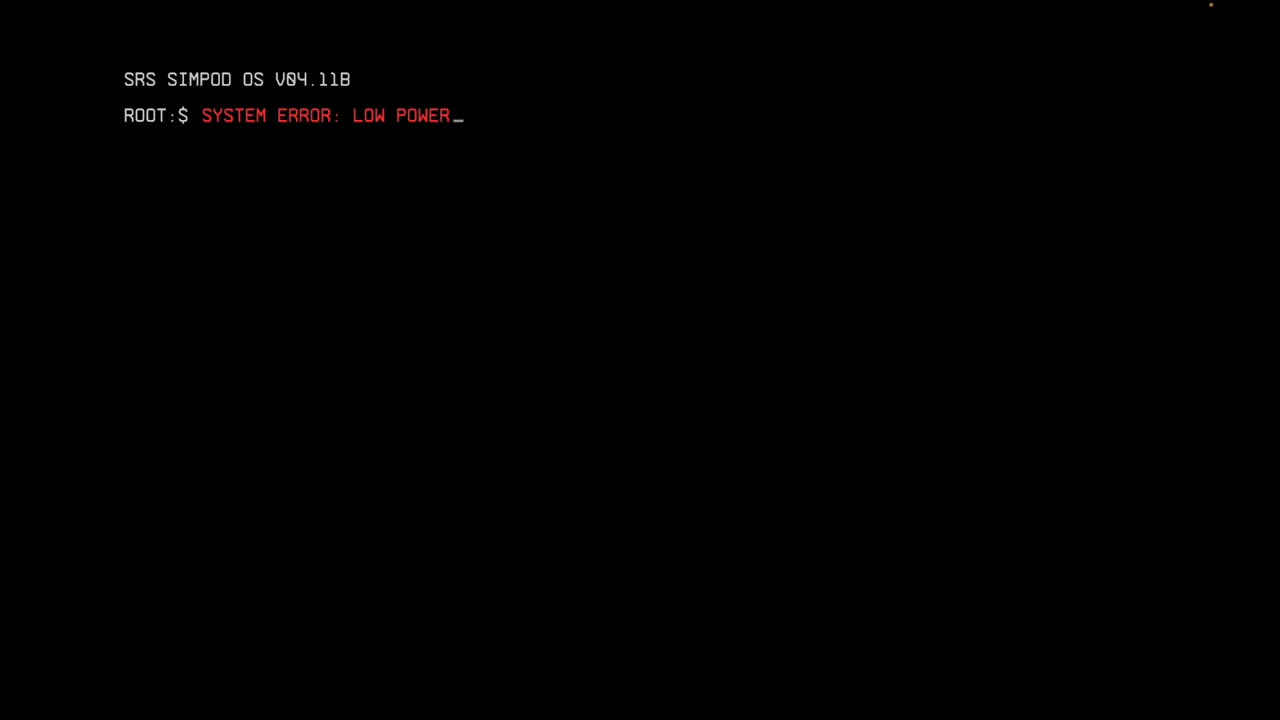 SRS SIMPOD OS V04.11B
ROOT:$ SYSTEM ERROR: LOW POWER_